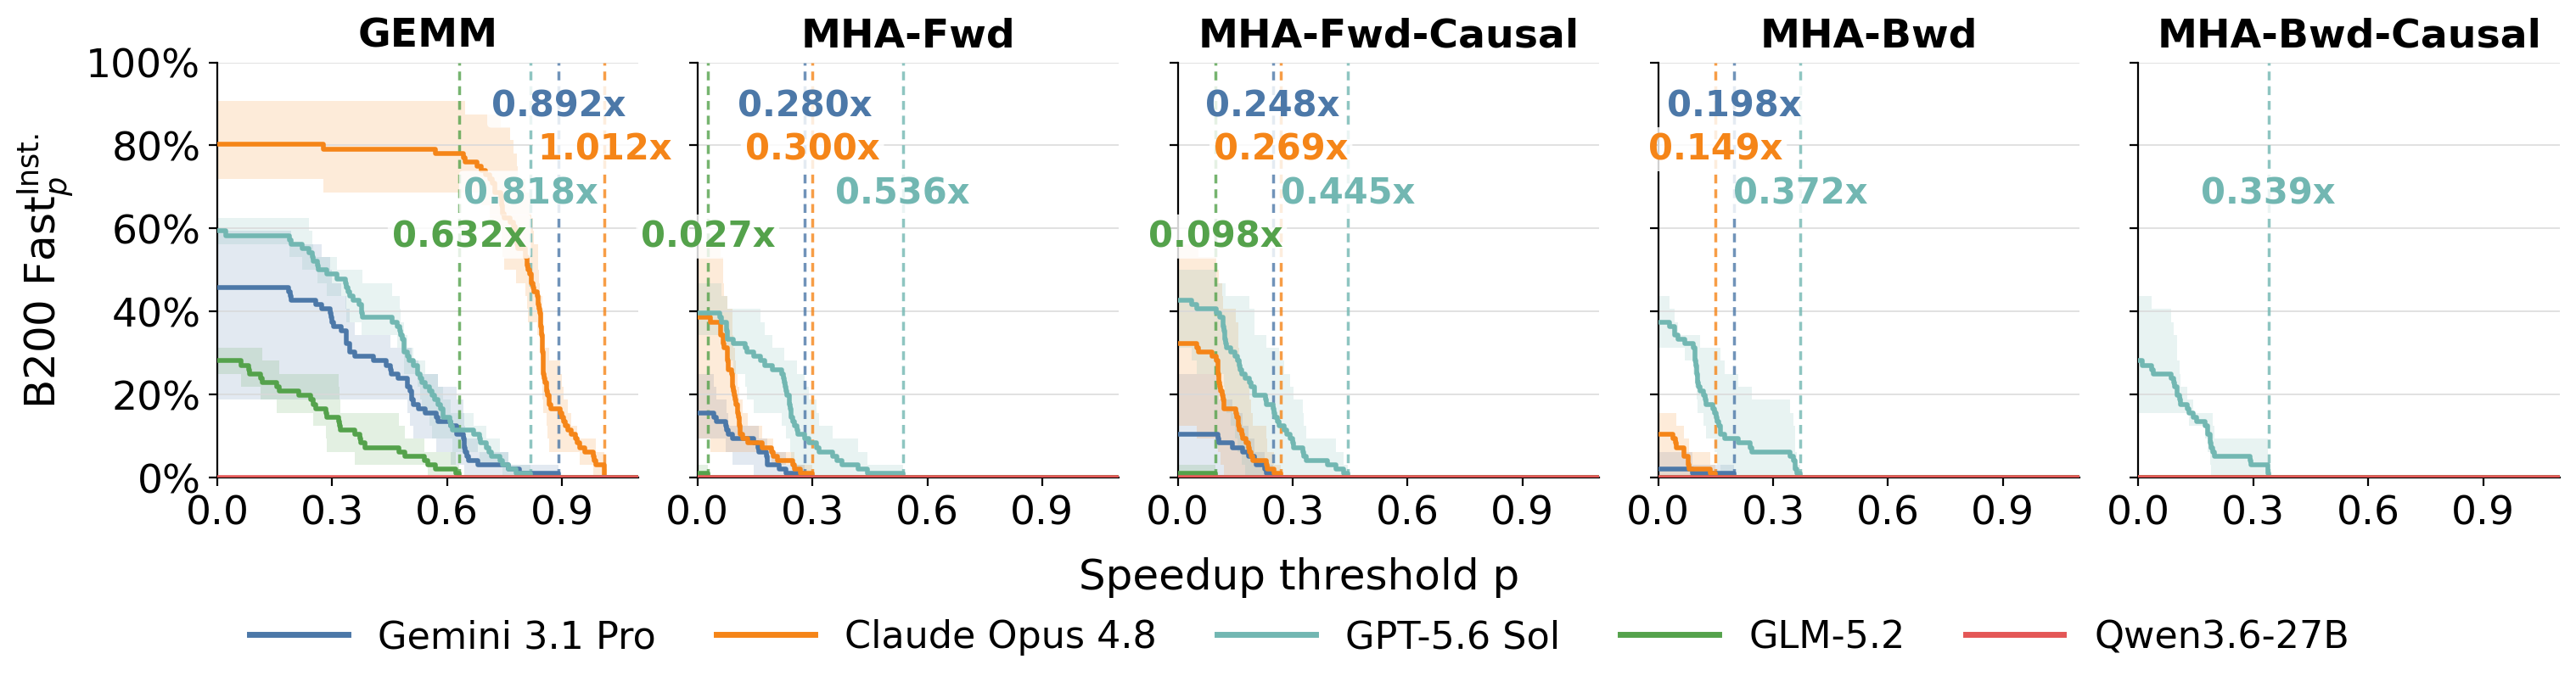 GEMM
MHA-Fwd
MHA-Fwd-Causal
MHA-Bwd
MHA-Bwd-Causal
B200 Fast_p^Inst.
100%
80%
60%
40%
20%
0%
0.892x
1.012x
0.818x
0.632x
0.280x
0.300x
0.536x
0.027x
0.248x
0.269x
0.445x
0.098x
0.198x
0.149x
0.372x
0.339x
0.0 0.3 0.6 0.9
0.0 0.3 0.6 0.9
0.0 0.3 0.6 0.9
0.0 0.3 0.6 0.9
0.0 0.3 0.6 0.9
Speedup threshold p
Gemini 3.1 Pro
Claude Opus 4.8
GPT-5.6 Sol
GLM-5.2
Qwen3.6-27B